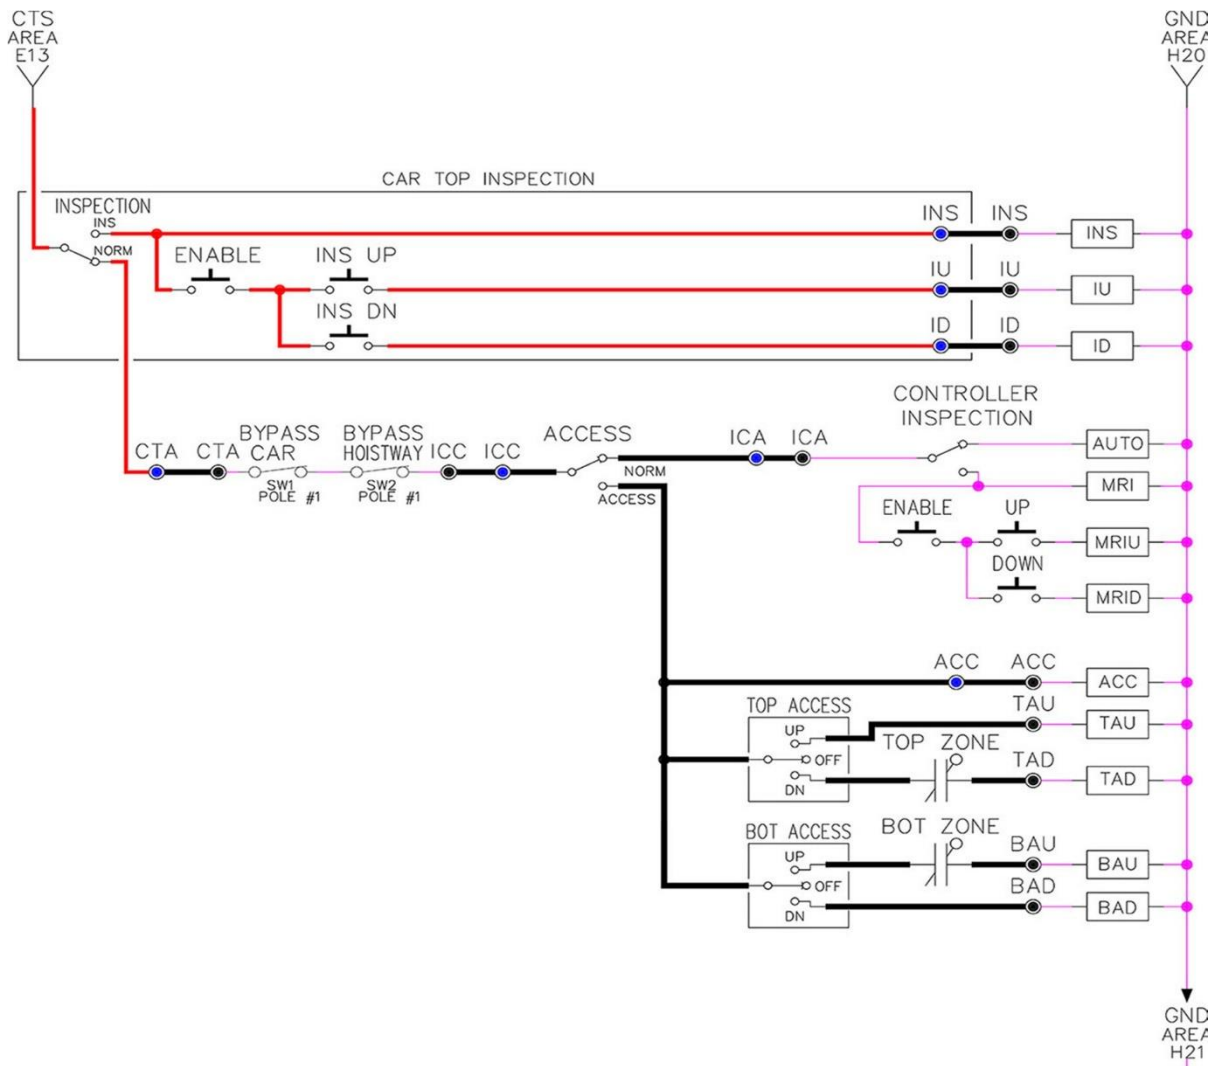 CTS
AREA
E13
GND
AREA
H20
CAR TOP INSPECTION
INSPECTION
INS
NORM
INS INS
INS
ENABLE
INS UP
IU IU
IU
INS DN
ID ID
ID
CONTROLLER
INSPECTION
CTA CTA
BYPASS
CAR
SW1
POLE #1
BYPASS
HOISTWAY
SW2
POLE #1
ICC ICC
ACCESS
NORM
ACCESS
ICA ICA
AUTO
MRI
ENABLE
UP
MRIU
DOWN
MRID
ACC ACC
ACC
TOP ACCESS
UP
OFF
DN
TAU
TAU
TOP ZONE
TAD
TAD
BOT ACCESS
UP
OFF
DN
BOT ZONE
BAU
BAU
BAD
BAD
GND
AREA
H21